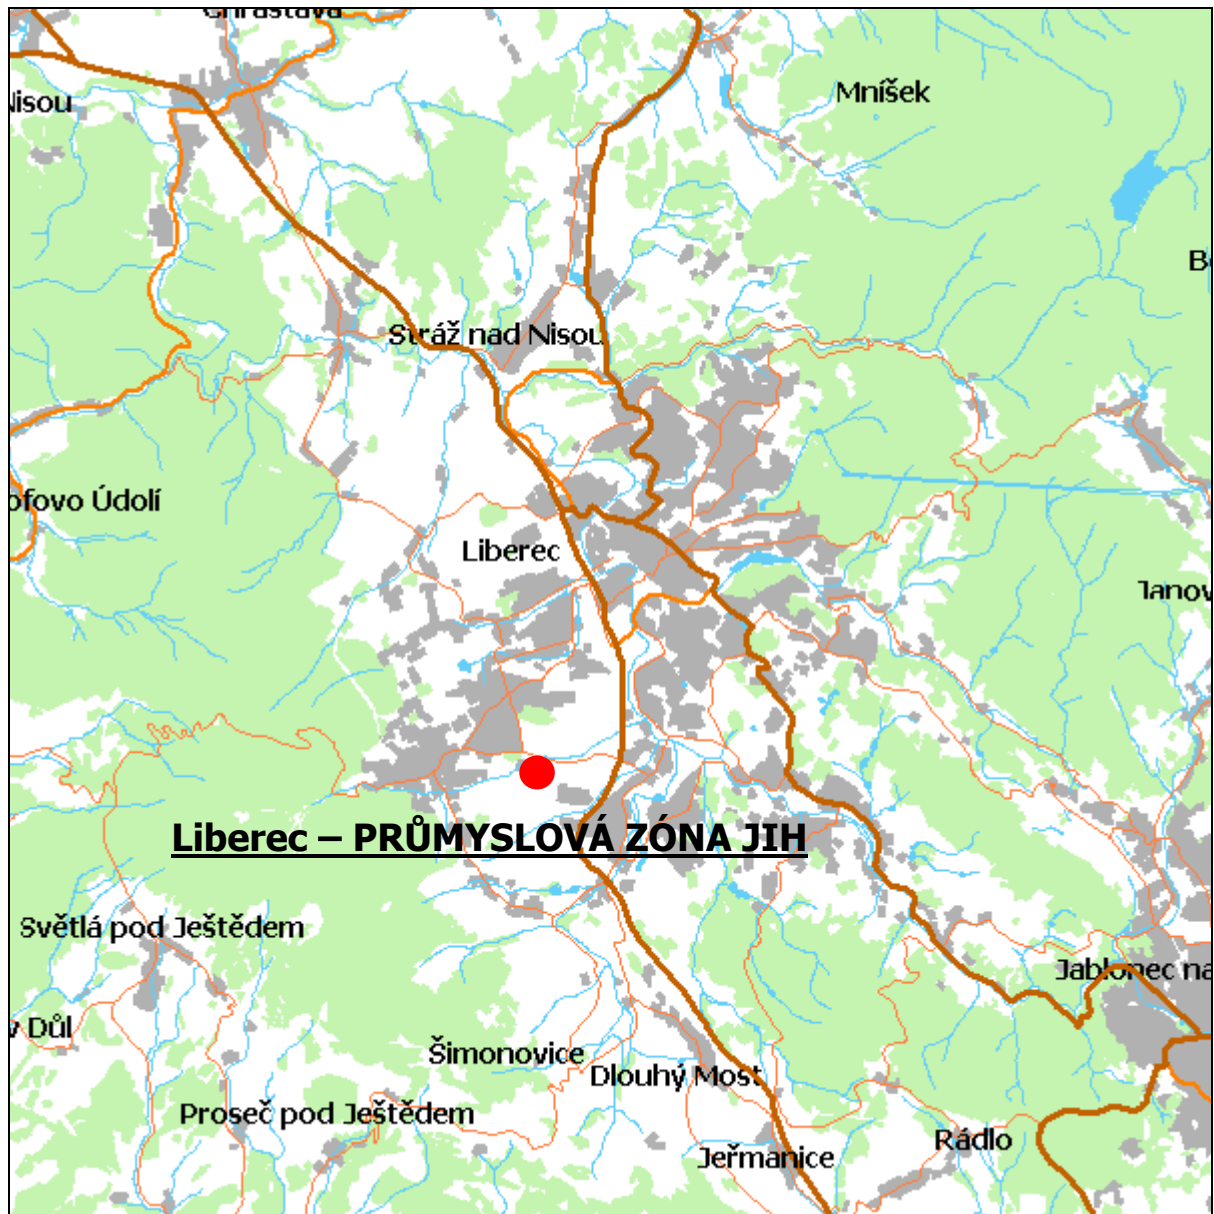 Chrastava
Mníšek
Nisou
B
Stráž nad Nisou
ofovo Údolí
Liberec
Janov
Liberec – PRŮMYSLOVÁ ZÓNA JIH
Světlá pod Ještědem
Jablonec na
v Důl
Šimonovice
Dlouhý Most
Proseč pod Ještědem
Rádlo
Jeřmanice